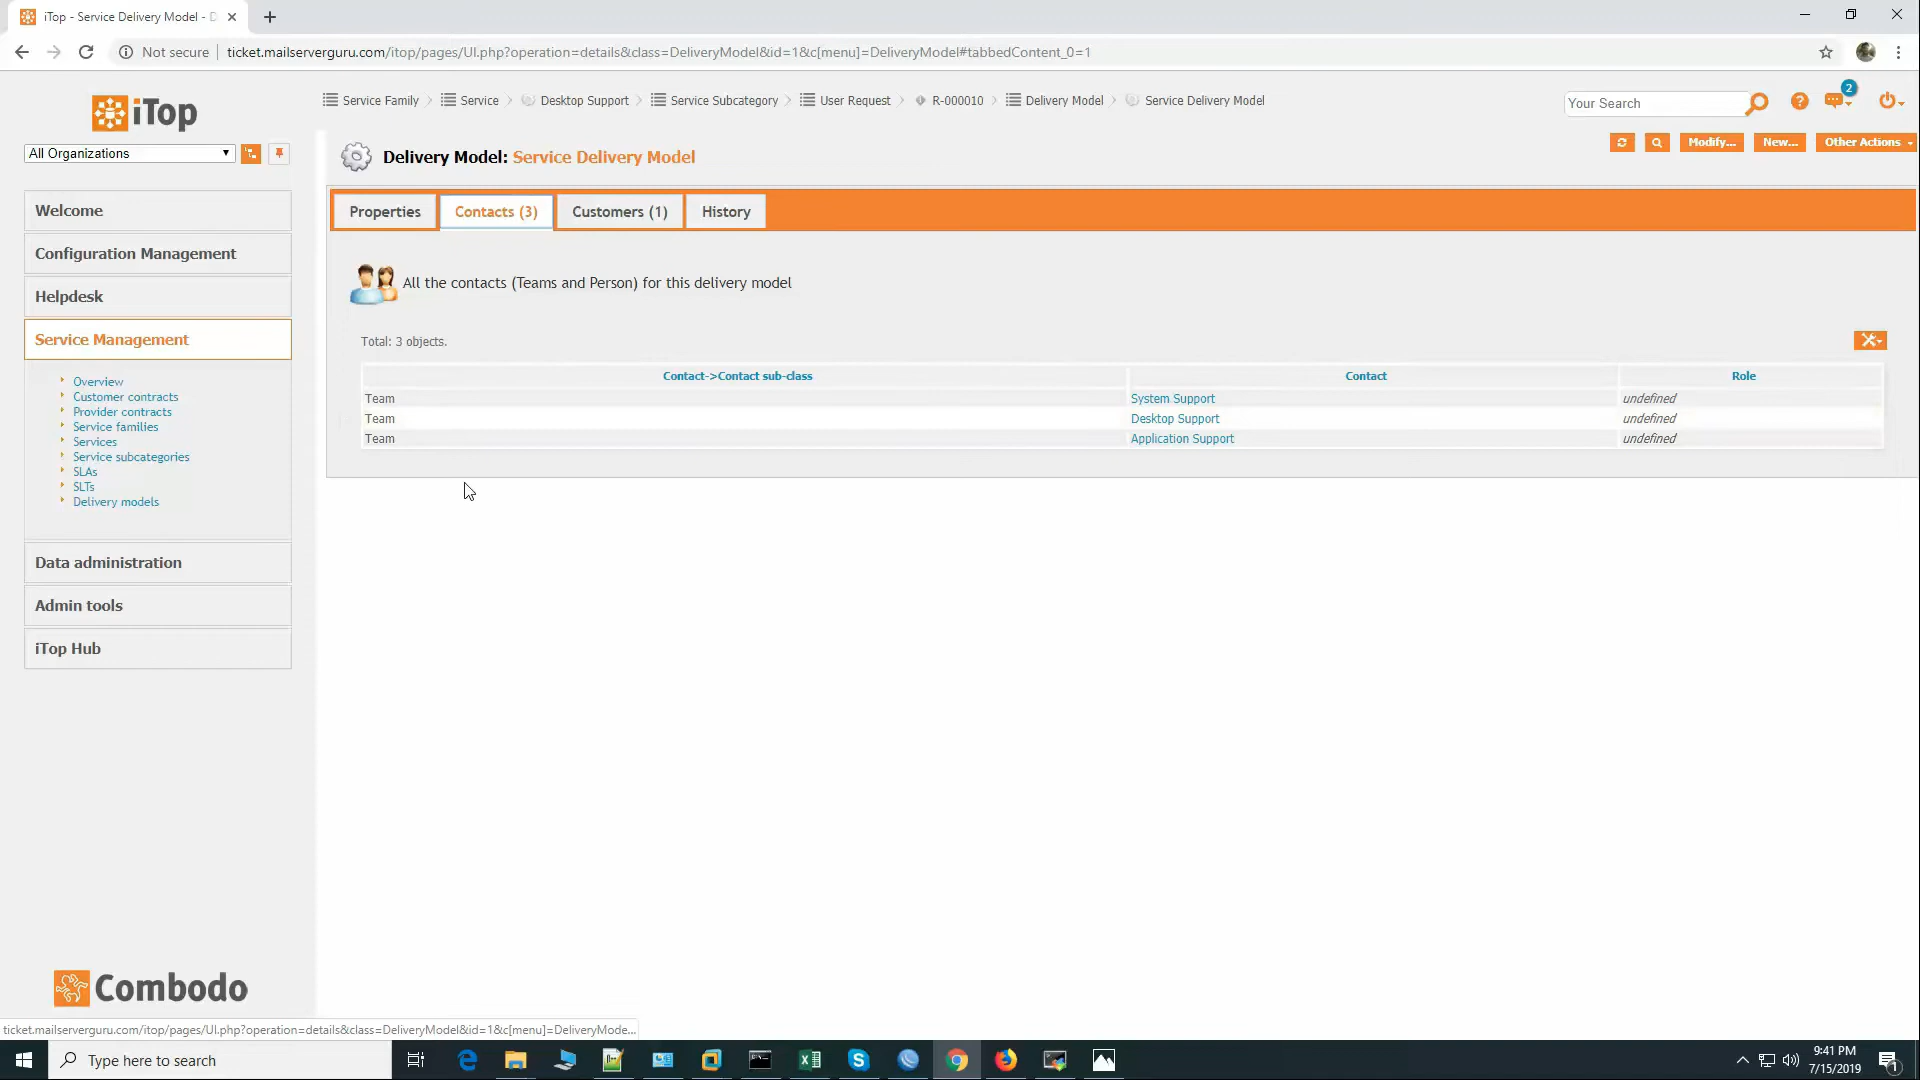 iTop - Service Delivery Model - D
Not secure | ticket.mailserverguru.com/itop/pages/UI.php?operation=details&class=DeliveryModel&id=1&c[menu]=DeliveryModel#tabbedContent_0=1
iTop
Service Family Service Desktop Support Service Subcategory User Request R-000010 Delivery Model Service Delivery Model
Your Search
2
All Organizations
Delivery Model: Service Delivery Model
Modify... New... Other Actions
Properties Contacts (3) Customers (1) History
Welcome
Configuration Management
Helpdesk
Service Management
Overview
Customer contracts
Provider contracts
Service families
Services
Service subcategories
SLAs
SLTs
Delivery models
Data administration
Admin tools
iTop Hub
All the contacts (Teams and Person) for this delivery model
Total: 3 objects.
Contact->Contact sub-class Contact Role
Team System Support undefined
Team Desktop Support undefined
Team Application Support undefined
Combodo
ticket.mailserverguru.com/itop/pages/UI.php?operation=details&class=DeliveryModel&id=1&c[menu]=DeliveryMode...
Type here to search
9:41 PM
7/15/2019
1